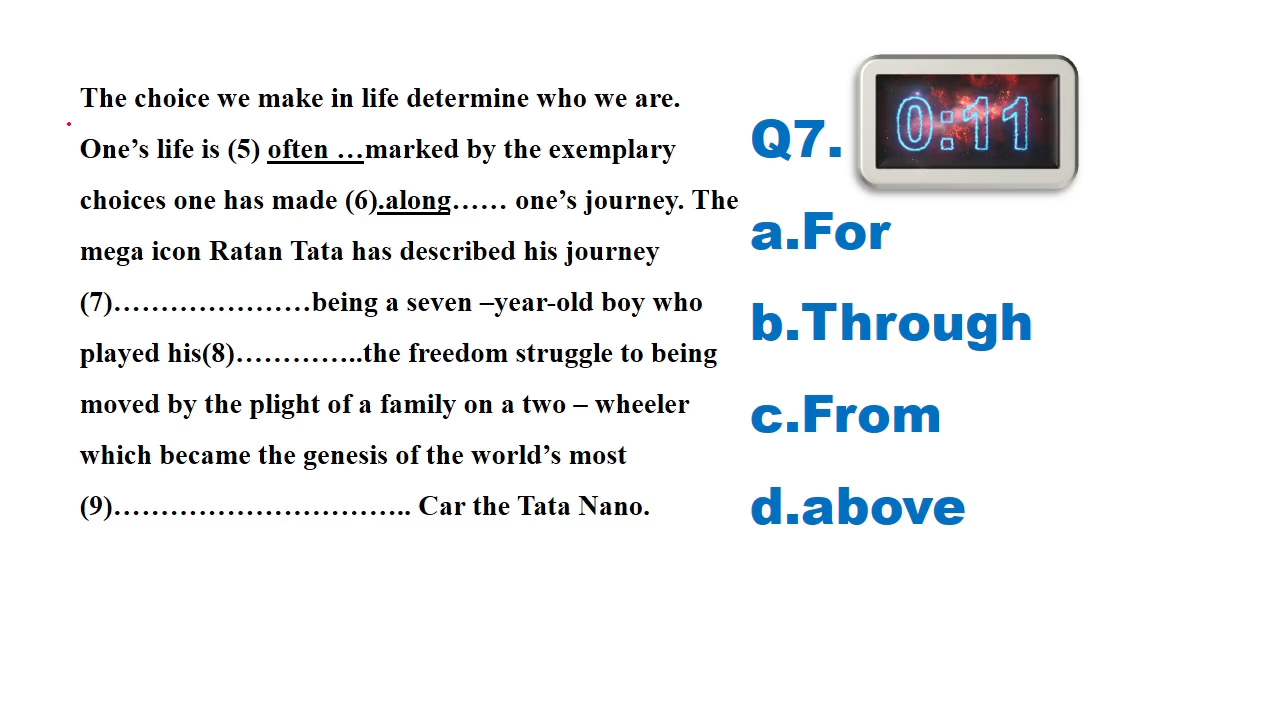 The choice we make in life determine who we are.
One’s life is (5) often …marked by the exemplary
choices one has made (6).along…… one’s journey. The
mega icon Ratan Tata has described his journey
(7)…………………being a seven –year-old boy who
played his(8)…………..the freedom struggle to being
moved by the plight of a family on a two – wheeler
which became the genesis of the world’s most
(9)………………………….. Car the Tata Nano.
Q7.
0:11
a.For
b.Through
c.From
d.above